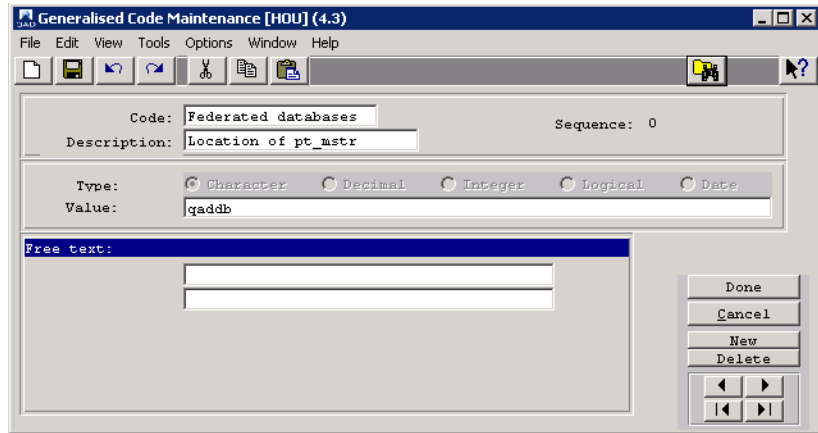 Generalised Code Maintenance [HOU] (4.3)
File Edit View Tools Options Window Help
Code: Federated databases
Sequence: 0
Description: Location of pt_mstr
Type: Character Decimal Integer Logical Date
Value: qaddb
Free text:
Done
Cancel
New
Delete